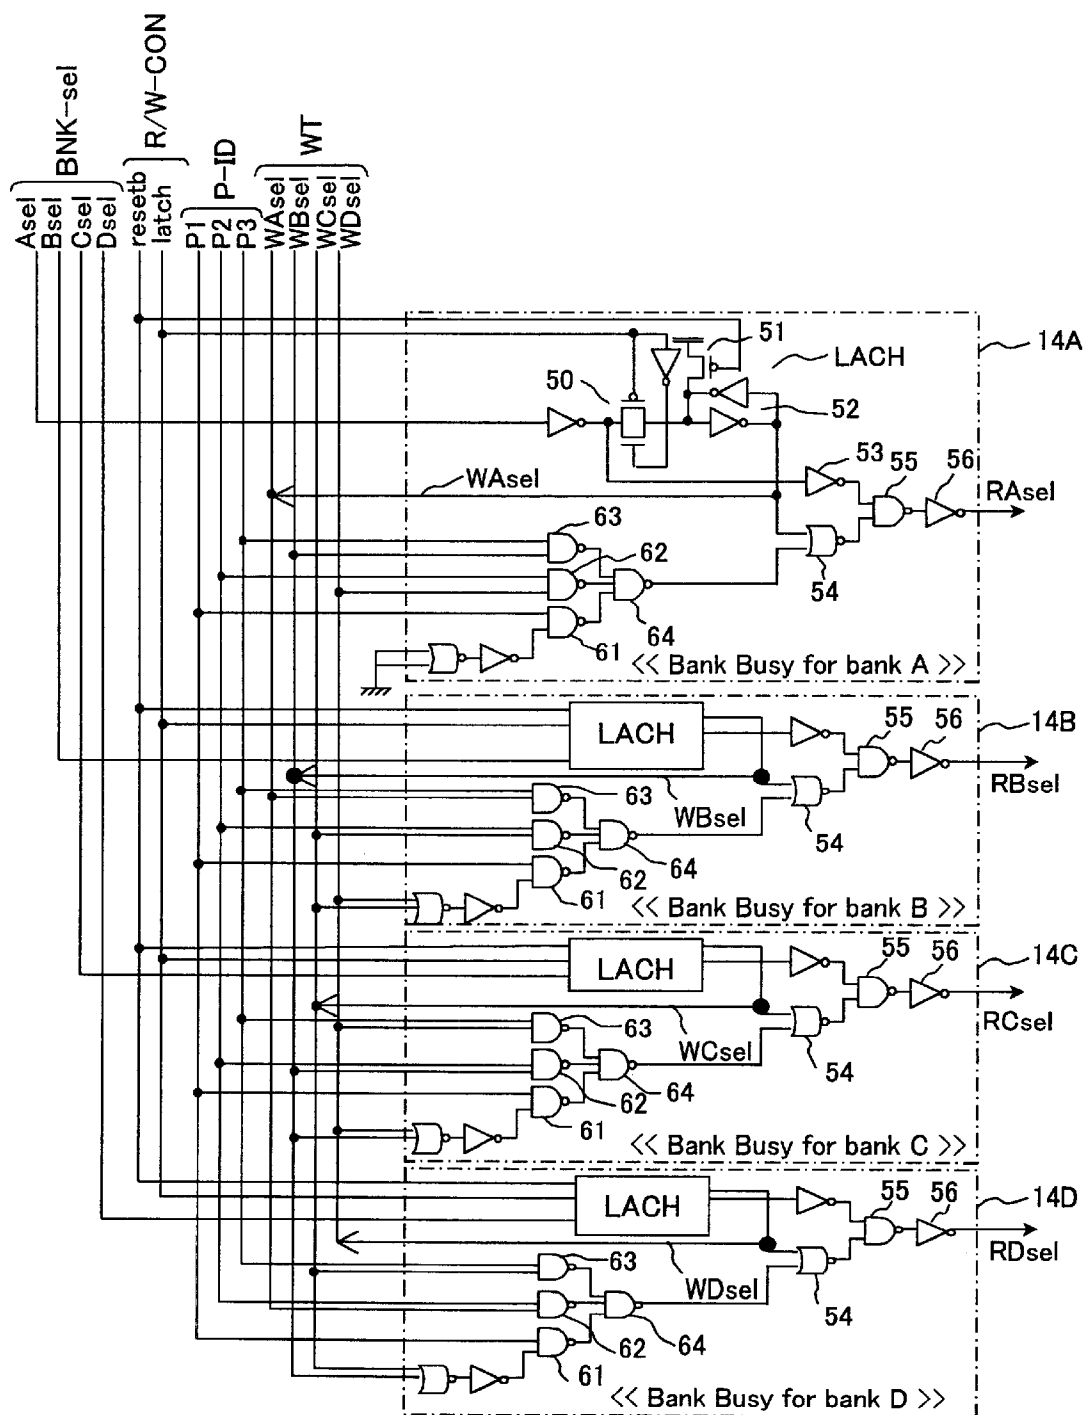 BNK-sel
R/W-CON
P-ID
WT
Asel
Bsel
Csel
Dsel
resetb
latch
P1
P2
P3
WAsel
WBsel
WCsel
WDsel
51
14A
LACH
50
52
53
55
56
WAsel
RAsel
63
62
54
64
61
<< Bank Busy for bank A >>
LACH
55
56
14B
RBsel
63
WBsel
54
64
62
61
<< Bank Busy for bank B >>
LACH
55
56
14C
RCsel
63
WCsel
54
64
62
61
<< Bank Busy for bank C >>
LACH
55
56
14D
RDsel
63
WDsel
54
62
64
61
<< Bank Busy for bank D >>